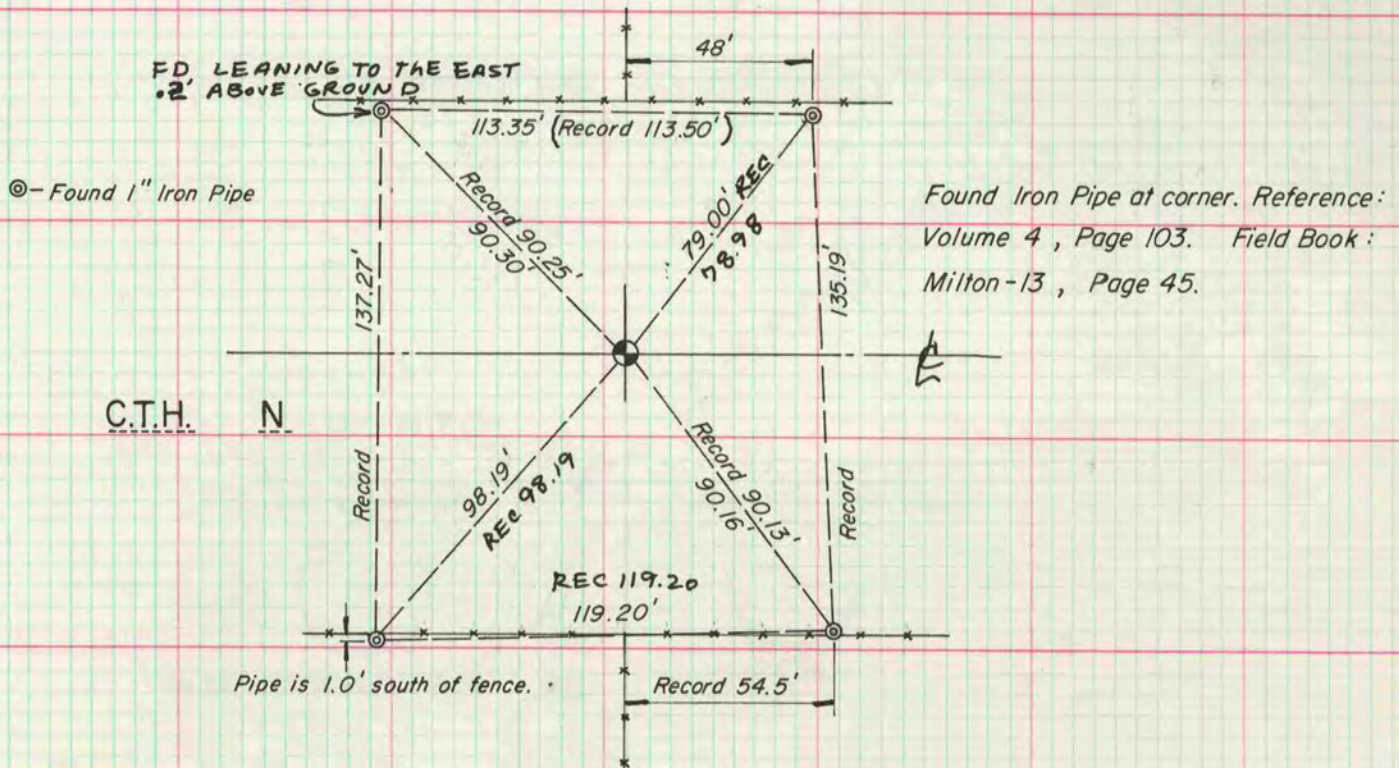 48'
FD LEANING TO THE EAST
.2' ABOVE GROUND
113.35' (Record 113.50')
◎- Found 1" Iron Pipe
Record 90.25'
90.30'
79.00' REC
78.98
Found Iron Pipe at corner. Reference:
Volume 4, Page 103. Field Book:
Milton-13, Page 45.
137.27'
135.19'
C.T.H. N
Record
98.19'
REC 98.19
Record 90.13'
90.16'
Record
REC 119.20
119.20'
Pipe is 1.0' south of fence.
Record 54.5'